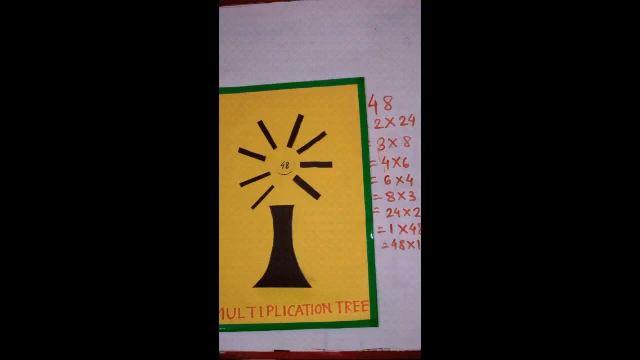 48
2 X 24
= 3 X 8
= 4 X 6
= 6 X 4
= 8 X 3
= 24 X 2
= 1 X 48
= 48 X 1
48
MULTIPLICATION TREE